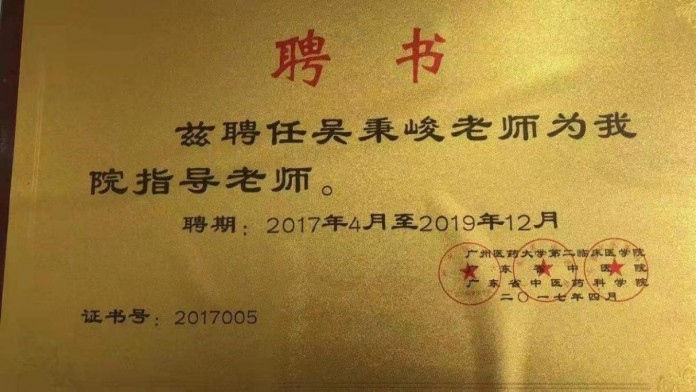 聘书
兹聘任吴秉峻老师为我
院指导老师。
聘期：2017年4月至2019年12月
广州医药大学第二临床医学院
广东省中医院
广东省中医药科学院
二〇一七年四月
证书号：2017005